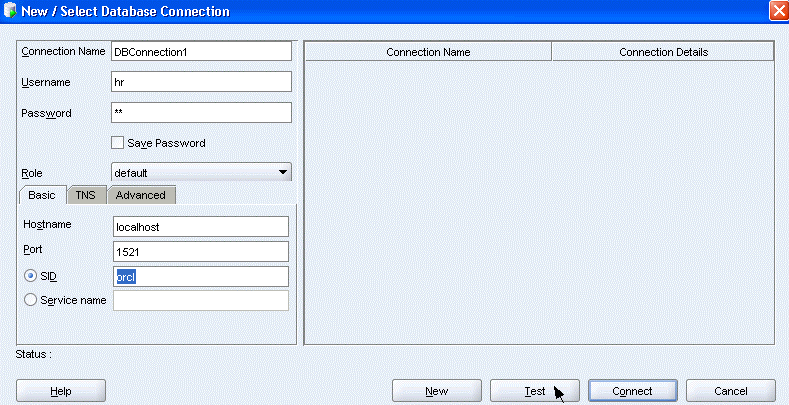 New / Select Database Connection
Connection Name DBConnection1
Username hr
Password **
Save Password
Role default
Basic TNS Advanced
Hostname localhost
Port 1521
SID orcl
Service name
Connection Name Connection Details
Status :
Help New Test Connect Cancel